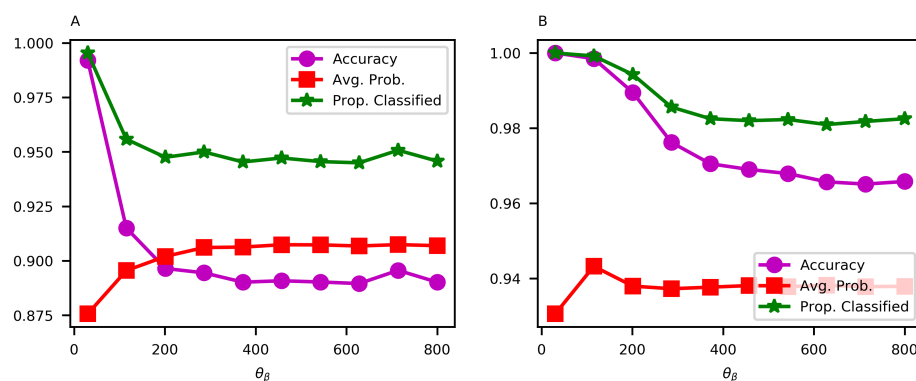 A
1.000
0.975
0.950
0.925
0.900
0.875
0
200
400
600
800
θβ
Accuracy
Avg. Prob.
Prop. Classified
B
1.00
0.98
0.96
0.94
0
200
400
600
800
θβ
Accuracy
Avg. Prob.
Prop. Classified